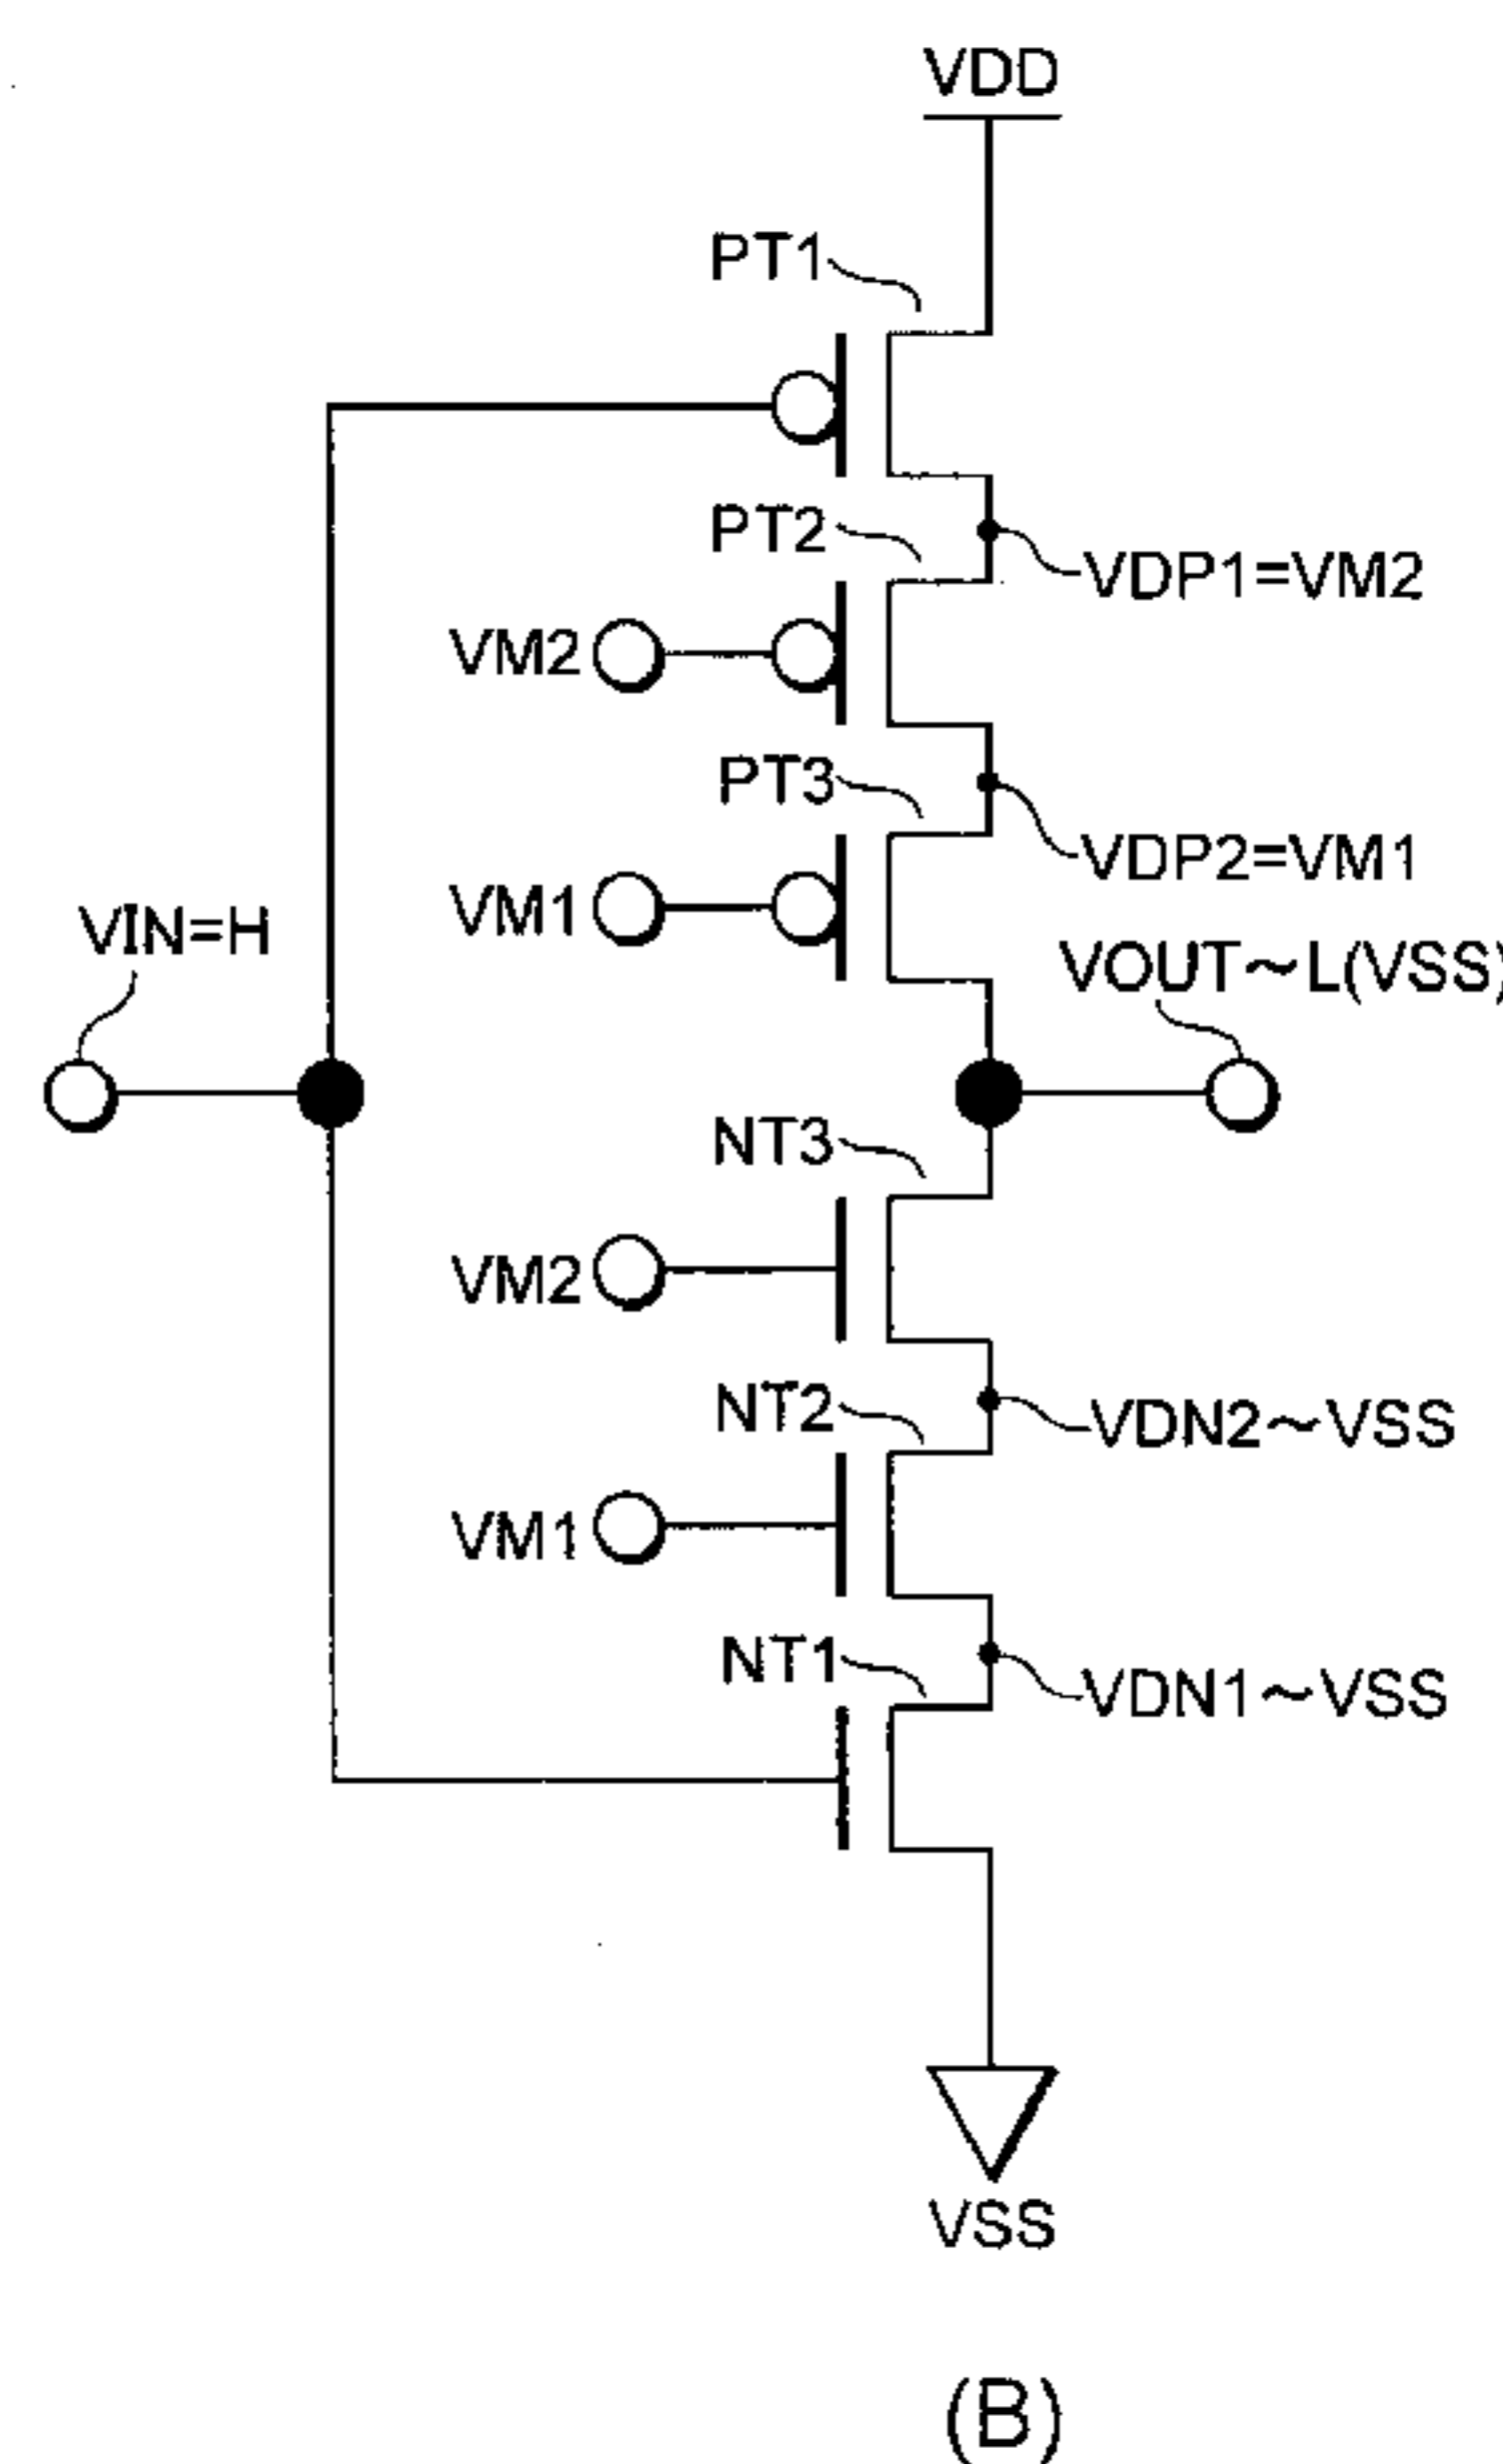 VDD
PT1
PT2
VDP1=VM2
VM2
PT3
VDP2=VM1
VM1
VIN=H
VOUT~L(VSS)
NT3
VM2
NT2
VDN2~VSS
VM1
NT1
VDN1~VSS
VSS
(B)